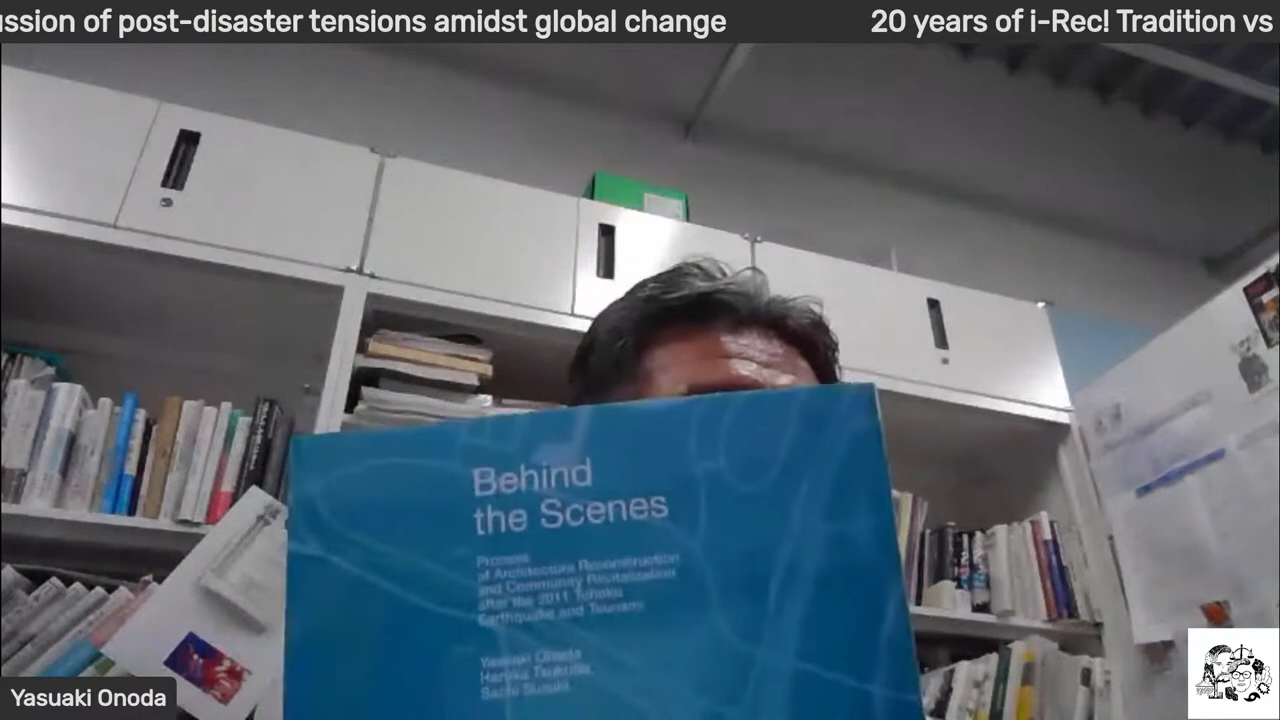 ussion of post-disaster tensions amidst global change 20 years of i-Rec! Tradition vs
Behind
the Scenes
Process
of Architecture Reconstruction
and Community Revitalization
after the 2011 Tohoku
Earthquake and Tsunami
Yasuaki Onoda
Haruka Tsukuda
Sachi Suzuki
Yasuaki Onoda